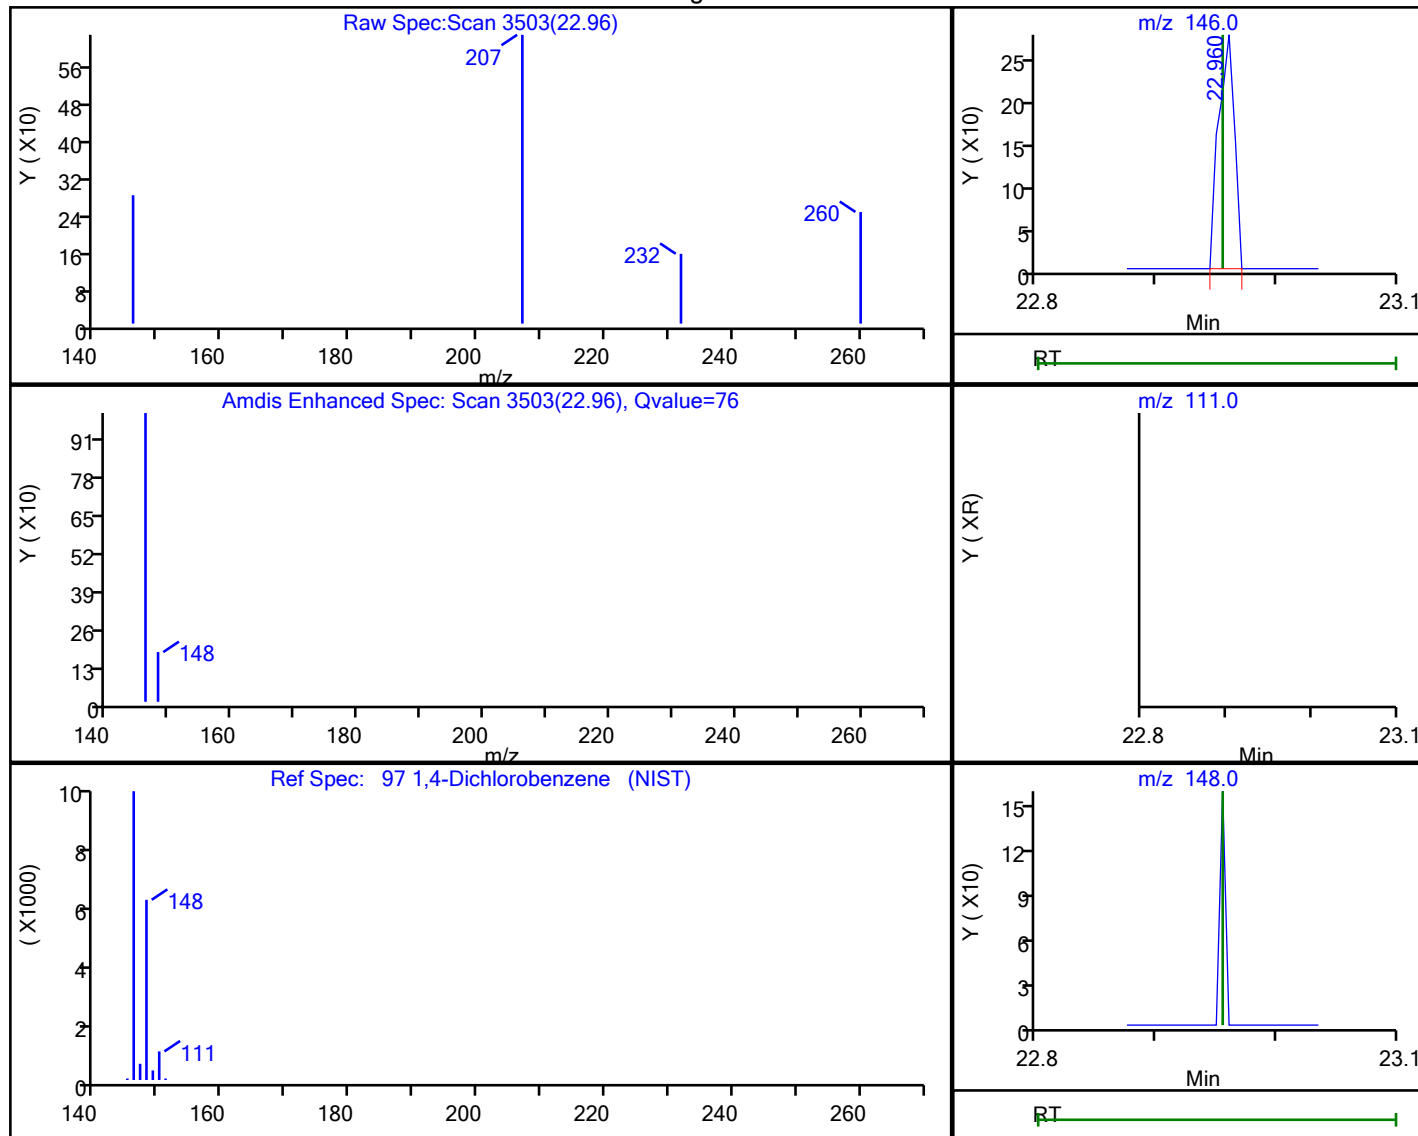 Raw Spec:Scan 3503(22.96)
Y ( X10)
56
48
40
32
24
16
8
0
207
232
260
140 160 180 200 220 240 260
m/z
m/z 146.0
Y ( X10)
25
20
15
10
5
0
22.960
22.8 23.1
Min
RT
Amdis Enhanced Spec: Scan 3503(22.96), Qvalue=76
Y ( X10)
91
78
65
52
39
26
13
0
148
140 160 180 200 220 240 260
m/z
m/z 111.0
Y ( XR)
22.8 23.1
Min
Ref Spec: 97 1,4-Dichlorobenzene (NIST)
( X1000)
10
8
6
4
2
0
148
111
140 160 180 200 220 240 260
m/z 148.0
Y ( X10)
15
12
9
6
3
0
22.8 23.1
Min
RT